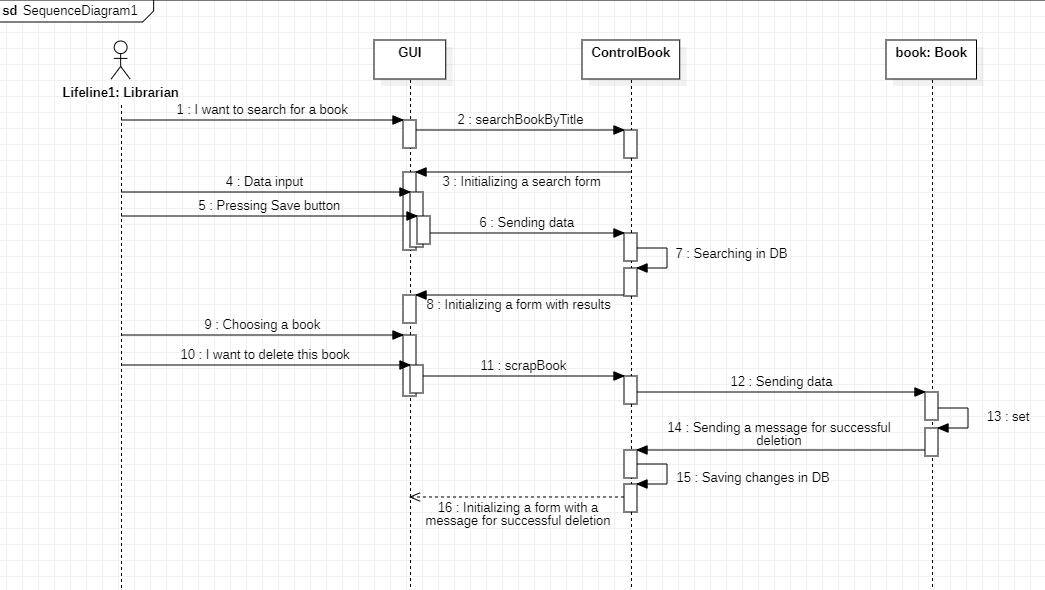 sd SequenceDiagram1
GUI
ControlBook
book: Book
Lifeline1: Librarian
1 : I want to search for a book
2 : searchBookByTitle
3 : Initializing a search form
4 : Data input
5 : Pressing Save button
6 : Sending data
7 : Searching in DB
8 : Initializing a form with results
9 : Choosing a book
10 : I want to delete this book
11 : scrapBook
12 : Sending data
13 : set
14 : Sending a message for successful
deletion
15 : Saving changes in DB
16 : Initializing a form with a
message for successful deletion